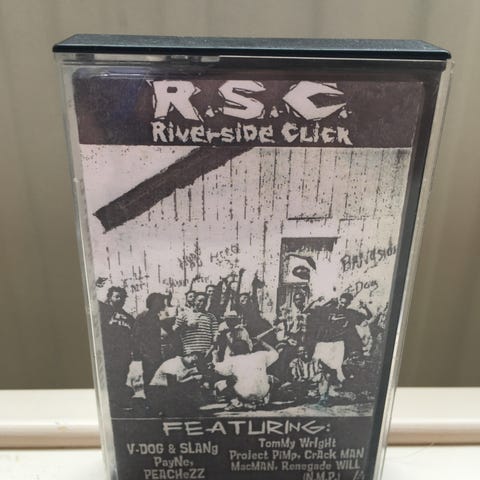 R.S.C.
Riverside Click
FEATURING:
V-DOG & SLANg
PayNe,
PEACHeZZ
TomMy WrigHt
Project PiMp, CrAck MAN
MacMAN, Renegade WiLL
(N.M.P.)